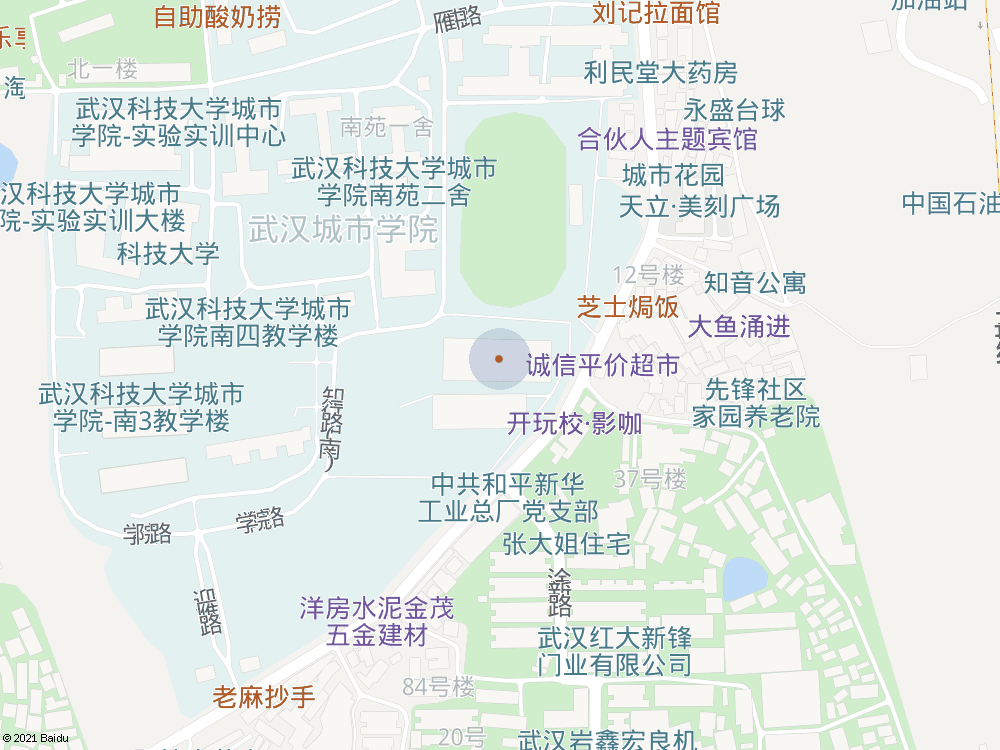 自助酸奶捞
雁中路
刘记拉面馆
加油站
北一楼
利民堂大药房
武汉科技大学城市
学院-实验实训中心
南苑一舍
永盛台球
合伙人主题宾馆
武汉科技大学城市
学院南苑二舍
城市花园
天立·美刻广场
中国石油
汉科技大学城市
院-实验实训大楼
武汉城市学院
科技大学
12号楼
知音公寓
武汉科技大学城市
学院南四教学楼
芝士焗饭
大鱼涌进
诚信平价超市
武汉科技大学城市
学院-南3教学楼
先锋社区
家园养老院
开玩校·影咖
中共和平新华
工业总厂党支部
37号楼
学院路
张大姐住宅
洋房水泥金茂
五金建材
武汉红大新锋
门业有限公司
84号楼
老麻抄手
20号
武汉岩鑫宏良机
© 2021 Baidu